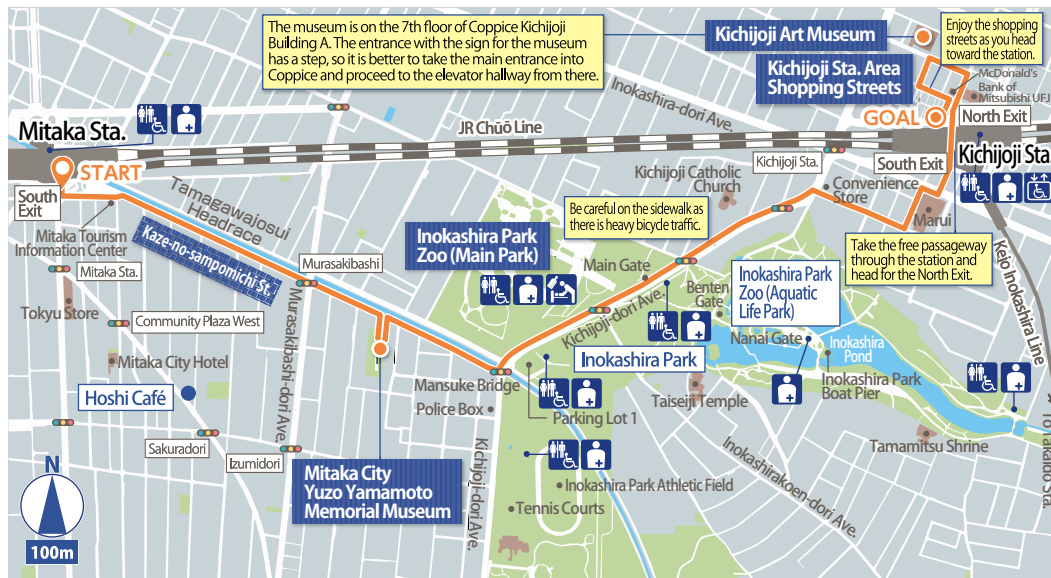 The museum is on the 7th floor of Coppice Kichijoji
Building A. The entrance with the sign for the museum
has a step, so it is better to take the main entrance into
Coppice and proceed to the elevator hallway from there.
Kichijoji Art Museum
Enjoy the shopping
streets as you head
toward the station.
Kichijoji Sta. Area
Shopping Streets
McDonald's
Bank of
Mitsubishi UFJ
Inokashira-dori Ave.
GOAL
North Exit
Mitaka Sta.
JR Chūō Line
Kichijoji Sta.
South Exit
Kichijoji Sta.
START
South
Exit
Tamagawajosui
Headrace
Kichijoji Catholic
Church
Convenience
Store
Marui
Be careful on the sidewalk as
there is heavy bicycle traffic.
Mitaka Tourism
Information Center
Kaze-no-sampomichi St.
Inokashira Park
Zoo (Main Park)
Take the free passageway
through the station and
head for the North Exit.
Keio Inokashira Line
Mitaka Sta.
Murasakibashi
Main Gate
Inokashira Park
Zoo (Aquatic
Life Park)
Benten
Gate
Tokyu Store
Community Plaza West
Murasakibashi-dori Ave.
Kichijoji-dori Ave.
Nanai Gate
Inokashira
Pond
Mitaka City Hotel
Inokashira Park
Hoshi Café
Mansuke Bridge
Police Box
Parking Lot 1
Taiseiji Temple
Inokashira Park
Boat Pier
To Takaido Sta.
Sakuradori
Izumidori
Tamamitsu Shrine
Inokashirakoen-dori Ave.
Mitaka City
Yuzo Yamamoto
Memorial Museum
Kichijoji-dori Ave.
Inokashira Park Athletic Field
Tennis Courts
N
100m